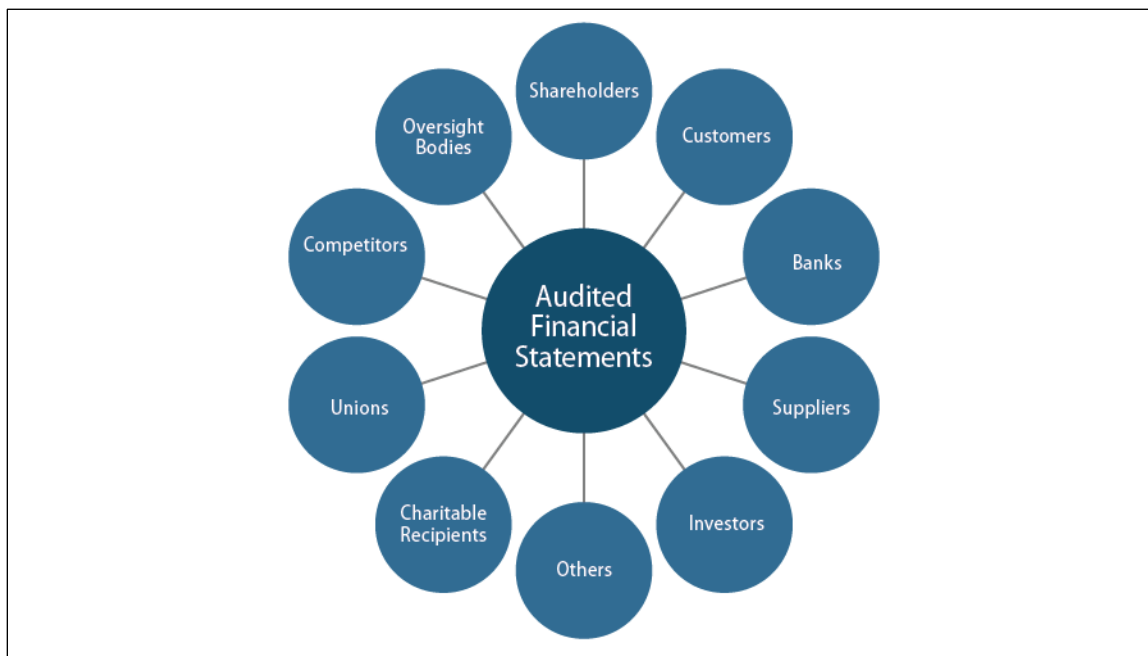 Shareholders
Customers
Banks
Suppliers
Investors
Others
Charitable
Recipients
Unions
Competitors
Oversight
Bodies
Audited
Financial
Statements